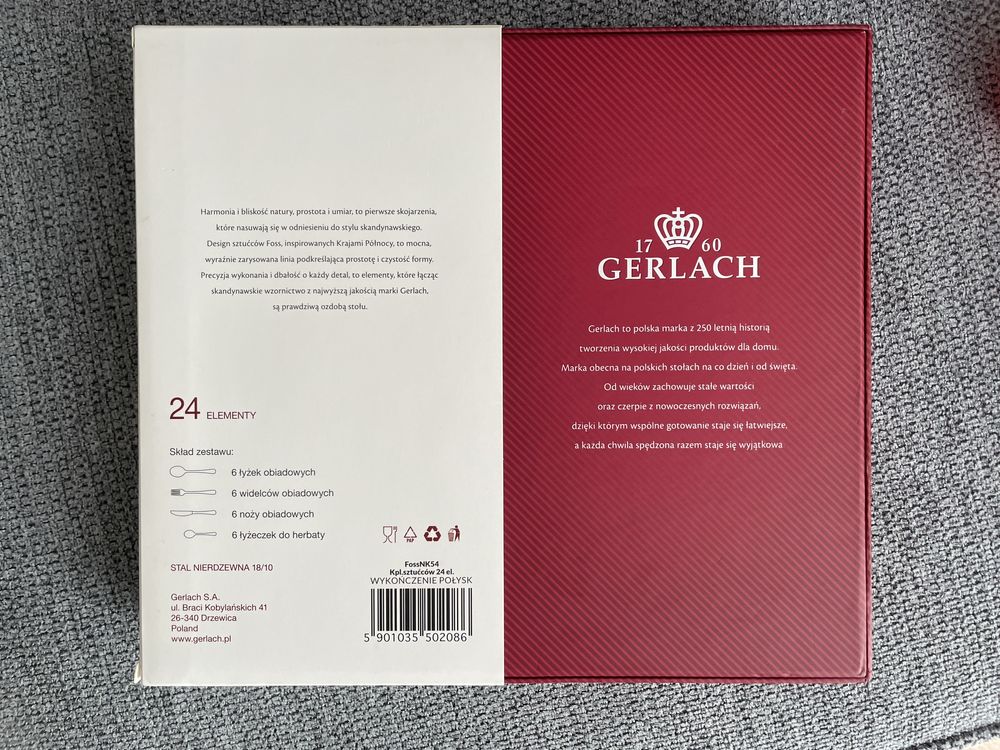 Harmonia i bliskość natury, prostota i umiar, to pierwsze skojarzenia,
które nasuwają się w odniesieniu do stylu skandynawskiego.
Design sztućców Foss, inspirowanych Krajami Północy, to mocna,
wyraźnie zarysowana linia podkreślająca prostotę i czystość formy.
Precyzja wykonania i dbałość o każdy detal, to elementy, które łącząc
skandynawskie wzornictwo z najwyższą jakością marki Gerlach,
są prawdziwą ozdobą stołu.
24 ELEMENTY
Skład zestawu:
6 łyżek obiadowych
6 widelców obiadowych
6 noży obiadowych
6 łyżeczek do herbaty
STAL NIERDZEWNA 18/10
Gerlach S.A.
ul. Braci Kobylańskich 41
26-340 Drzewica
Poland
www.gerlach.pl
PAP
FossNK54
Kpl.sztućców 24 el.
WYKOŃCZENIE POŁYSK
5 901035 502086
17 60
GERLACH
Gerlach to polska marka z 250 letnią historią
tworzenia wysokiej jakości produktów dla domu.
Marka obecna na polskich stołach na co dzień i od święta.
Od wieków zachowuje stałe wartości
oraz czerpie z nowoczesnych rozwiązań,
dzięki którym wspólne gotowanie staje się łatwiejsze,
a każda chwila spędzona razem staje się wyjątkowa